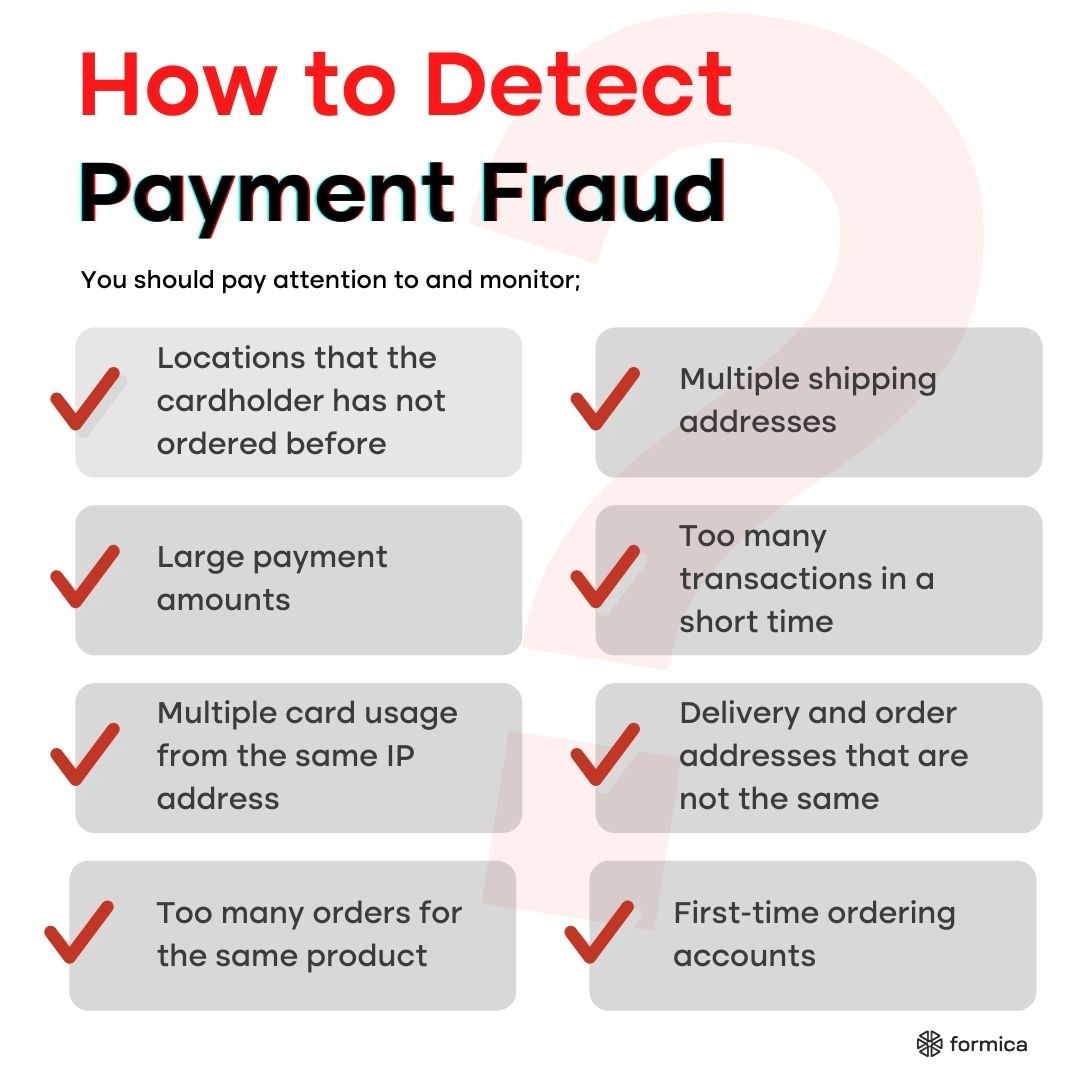 How to Detect
Payment Fraud
You should pay attention to and monitor;
Locations that the
cardholder has not
ordered before
Multiple shipping
addresses
Large payment
amounts
Too many
transactions in a
short time
Multiple card usage
from the same IP
address
Delivery and order
addresses that are
not the same
Too many orders for
the same product
First-time ordering
accounts
formica